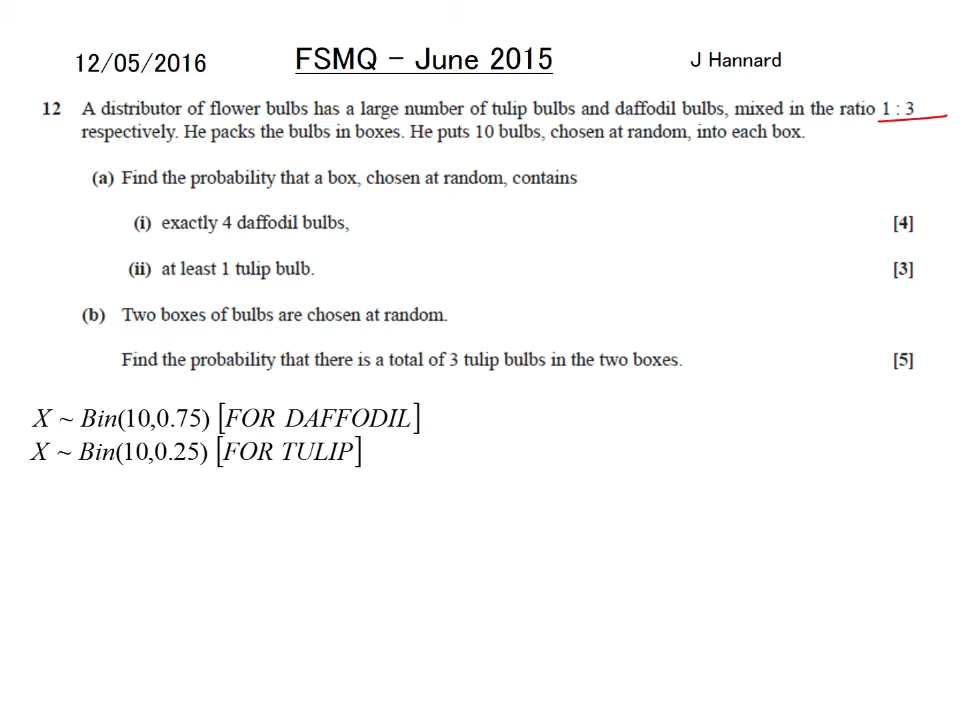 12/05/2016 FSMQ – June 2015 J Hannard
12 A distributor of flower bulbs has a large number of tulip bulbs and daffodil bulbs, mixed in the ratio 1 : 3
respectively. He packs the bulbs in boxes. He puts 10 bulbs, chosen at random, into each box.
(a) Find the probability that a box, chosen at random, contains
(i) exactly 4 daffodil bulbs, [4]
(ii) at least 1 tulip bulb. [3]
(b) Two boxes of bulbs are chosen at random.
Find the probability that there is a total of 3 tulip bulbs in the two boxes. [5]
X ~ Bin(10,0.75) [FOR DAFFODIL]
X ~ Bin(10,0.25) [FOR TULIP]